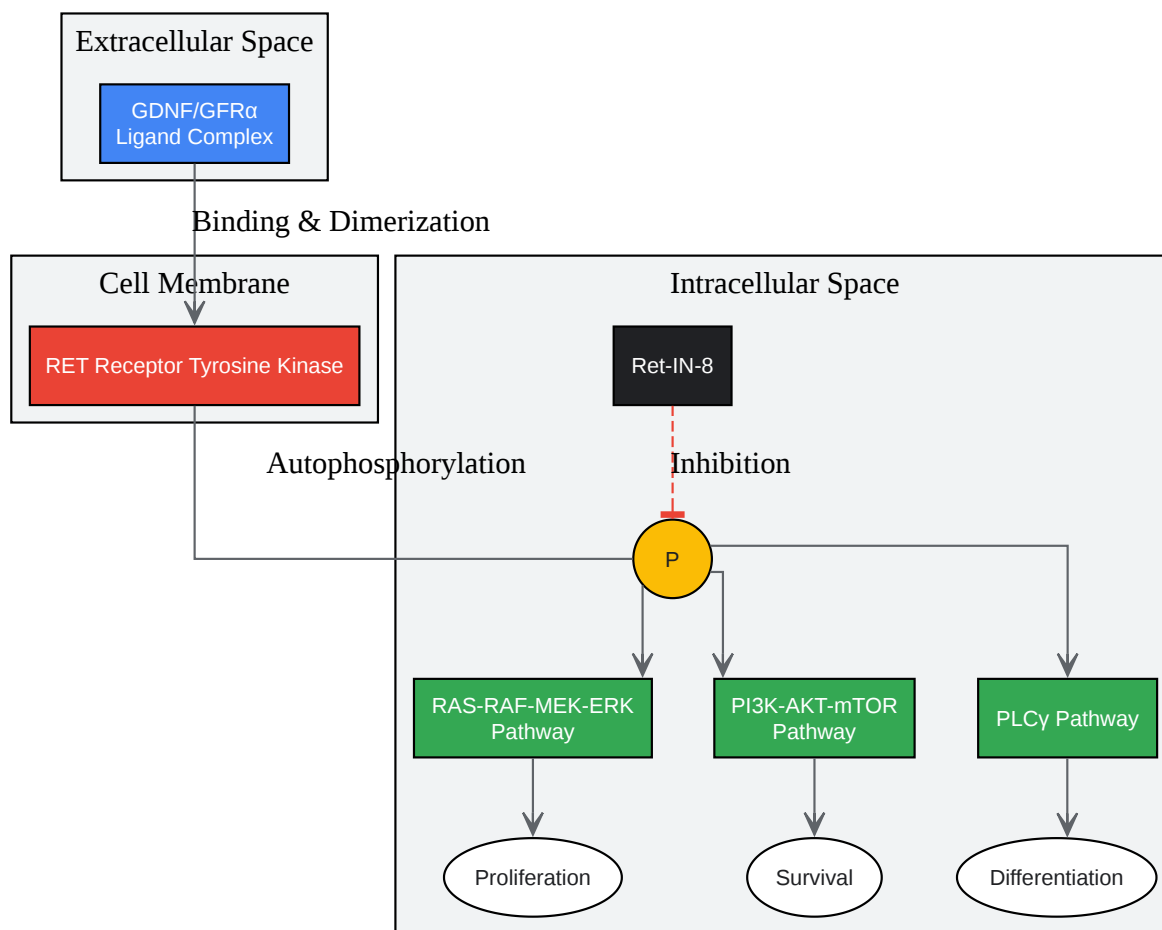 Extracellular Space
GDNF/GFRα
Ligand Complex
Binding & Dimerization
Cell Membrane
RET Receptor Tyrosine Kinase
Intracellular Space
Ret-IN-8
Autophosphorylation
Inhibition
P
RAS-RAF-MEK-ERK
Pathway
PI3K-AKT-mTOR
Pathway
PLCγ Pathway
Proliferation
Survival
Differentiation